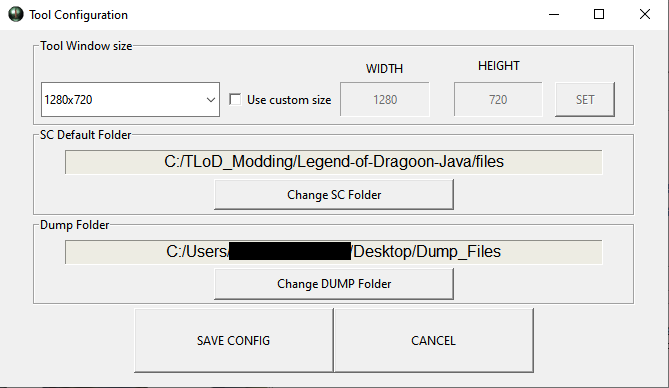 Tool Configuration
Tool Window size
WIDTH
HEIGHT
1280x720
Use custom size
1280
720
SET
SC Default Folder
C:/TLoD_Modding/Legend-of-Dragoon-Java/files
Change SC Folder
Dump Folder
C:/Users/ /Desktop/Dump_Files
Change DUMP Folder
SAVE CONFIG
CANCEL